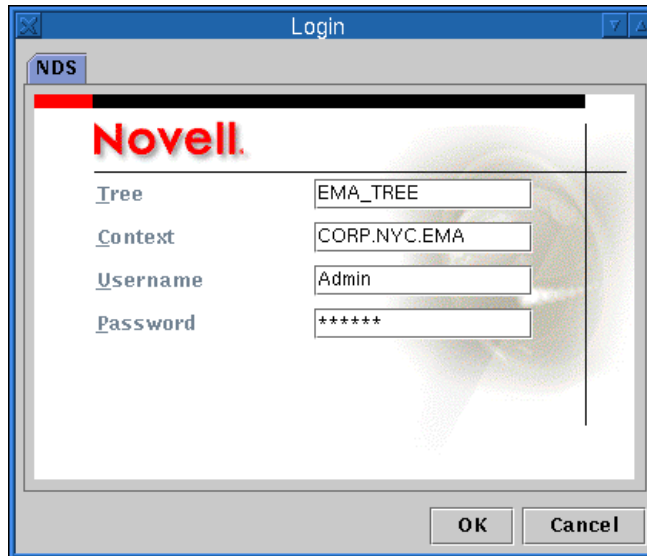 Login
NDS
Novell.
Tree EMA_TREE
Context CORP.NYC.EMA
Username Admin
Password ******
OK Cancel